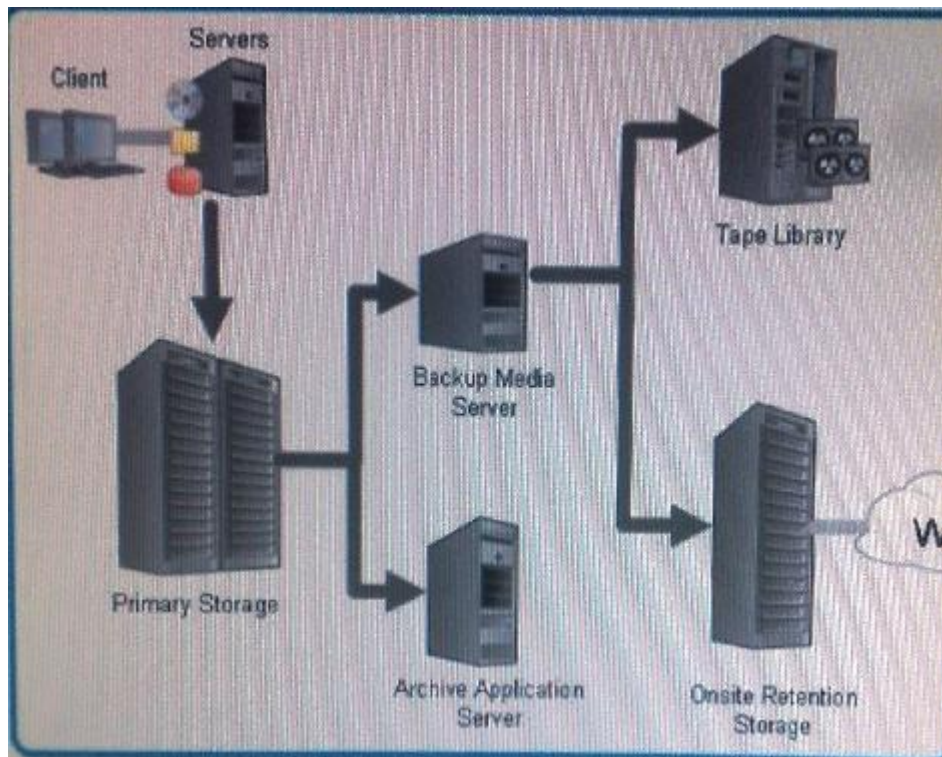 Servers
Client
Tape Library
Backup Media
Server
Primary Storage
Archive Application
Server
Onsite Retention
Storage
W